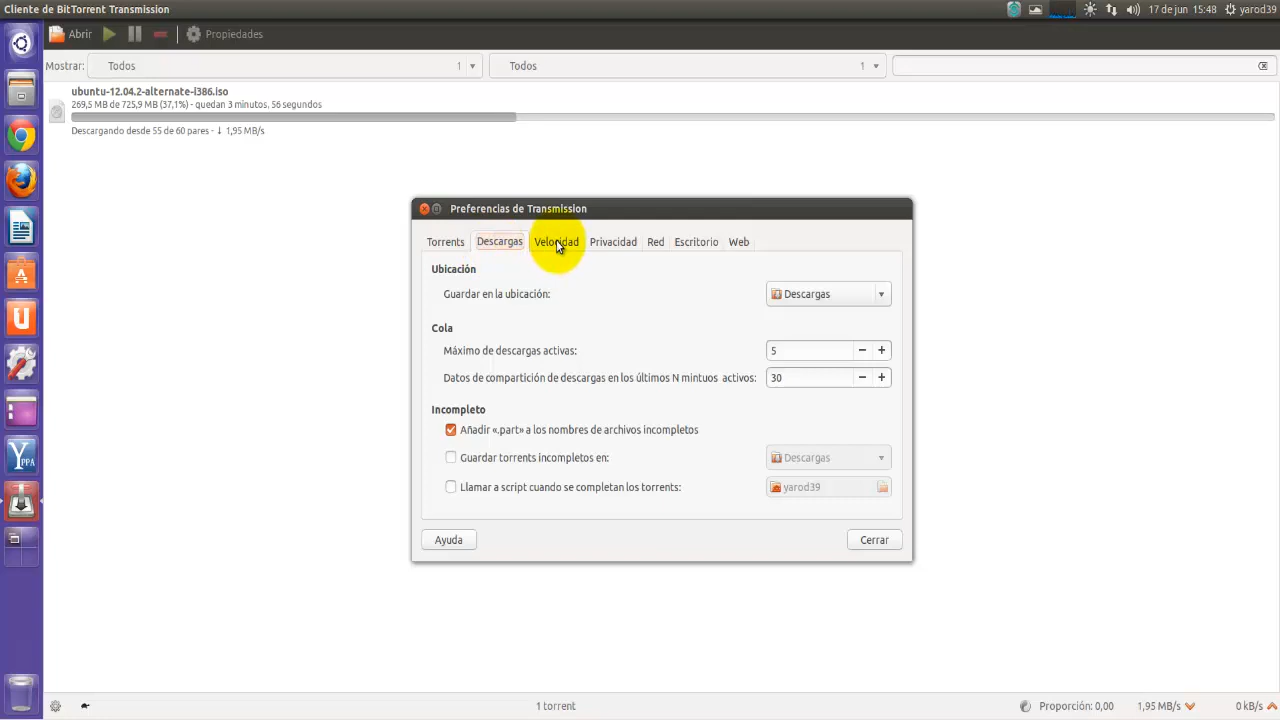 Cliente de BitTorrent Transmission 17 de jun 15:48 yarod39
Abrir Propiedades
Mostrar: Todos 1 Todos 1
ubuntu-12.04.2-alternate-i386.iso
269,5 MB de 725,9 MB (37,1%) - quedan 3 minutos, 56 segundos
Descargando desde 55 de 60 pares - ↓ 1,95 MB/s
Preferencias de Transmission
Torrents Descargas Velocidad Privacidad Red Escritorio Web
Ubicación
Guardar en la ubicación: Descargas
Cola
Máximo de descargas activas: 5
Datos de compartición de descargas en los últimos N mintuos activos: 30
Incompleto
Añadir «.part» a los nombres de archivos incompletos
Guardar torrents incompletos en: Descargas
Llamar a script cuando se completan los torrents: yarod39
Ayuda Cerrar
1 torrent Proporción: 0,00 1,95 MB/s 0 kB/s